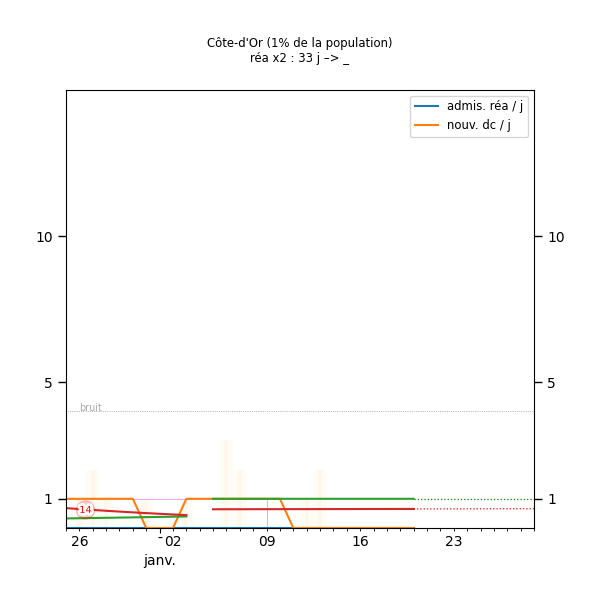 Côte-d'Or (1% de la population)
réa x2 : 33 j –> _
admis. réa / j
nouv. dc / j
10
10
5
5
bruit
1
1
14
26
02
09
16
23
janv.